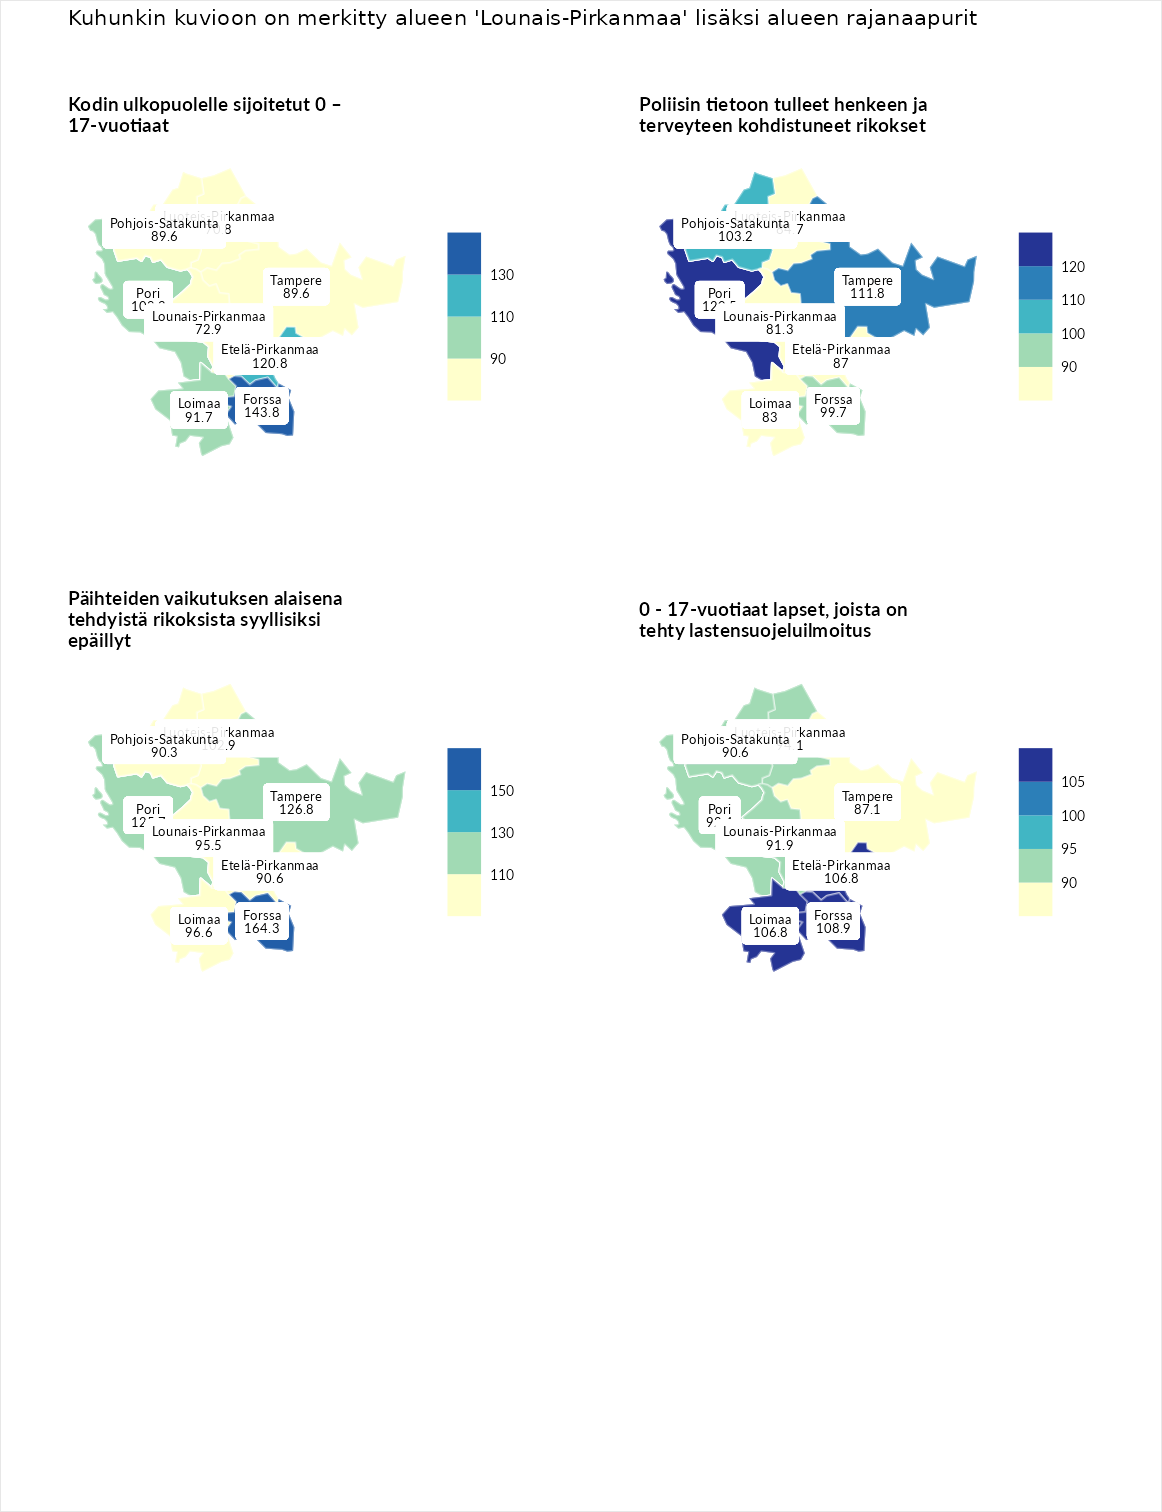 Kuhunkin kuvioon on merkitty alueen 'Lounais-Pirkanmaa' lisäksi alueen rajanaapurit
Kodin ulkopuolelle sijoitetut 0 –
17-vuotiaat
Pohjois-Satakunta
89.6
Tampere
89.6
Pori
Lounais-Pirkanmaa
72.9
Etelä-Pirkanmaa
120.8
Loimaa
91.7
Forssa
143.8
130
110
90
Poliisin tietoon tulleet henkeen ja
terveyteen kohdistuneet rikokset
Pohjois-Satakunta
103.2
Tampere
111.8
Pori
Lounais-Pirkanmaa
81.3
Etelä-Pirkanmaa
87
Loimaa
83
Forssa
99.7
120
110
100
90
Päihteiden vaikutuksen alaisena
tehdyistä rikoksista syyllisiksi
epäillyt
Pohjois-Satakunta
90.3
Tampere
126.8
Pori
Lounais-Pirkanmaa
95.5
Etelä-Pirkanmaa
90.6
Loimaa
96.6
Forssa
164.3
150
130
110
0 - 17-vuotiaat lapset, joista on
tehty lastensuojeluilmoitus
Pohjois-Satakunta
90.6
Tampere
87.1
Pori
Lounais-Pirkanmaa
91.9
Etelä-Pirkanmaa
106.8
Loimaa
106.8
Forssa
108.9
105
100
95
90